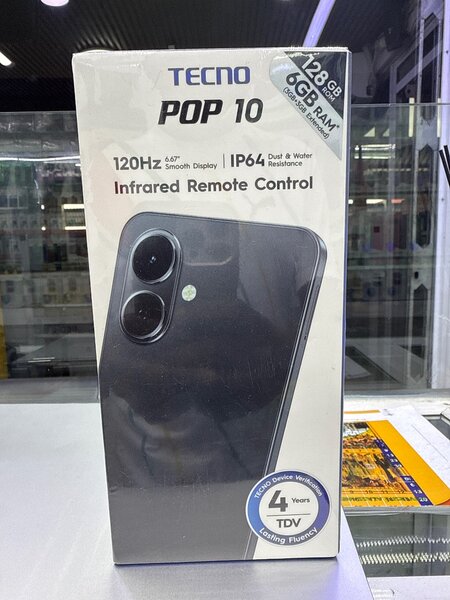 TECNO
POP 10
128GB ROM
6GB RAM*
(3GB+3GB Extended)
120Hz 6.67" Smooth Display | IP64 Dust & Water Resistance
Infrared Remote Control
TECNO Device Verification
4 Years
TDV
Lasting Fluency